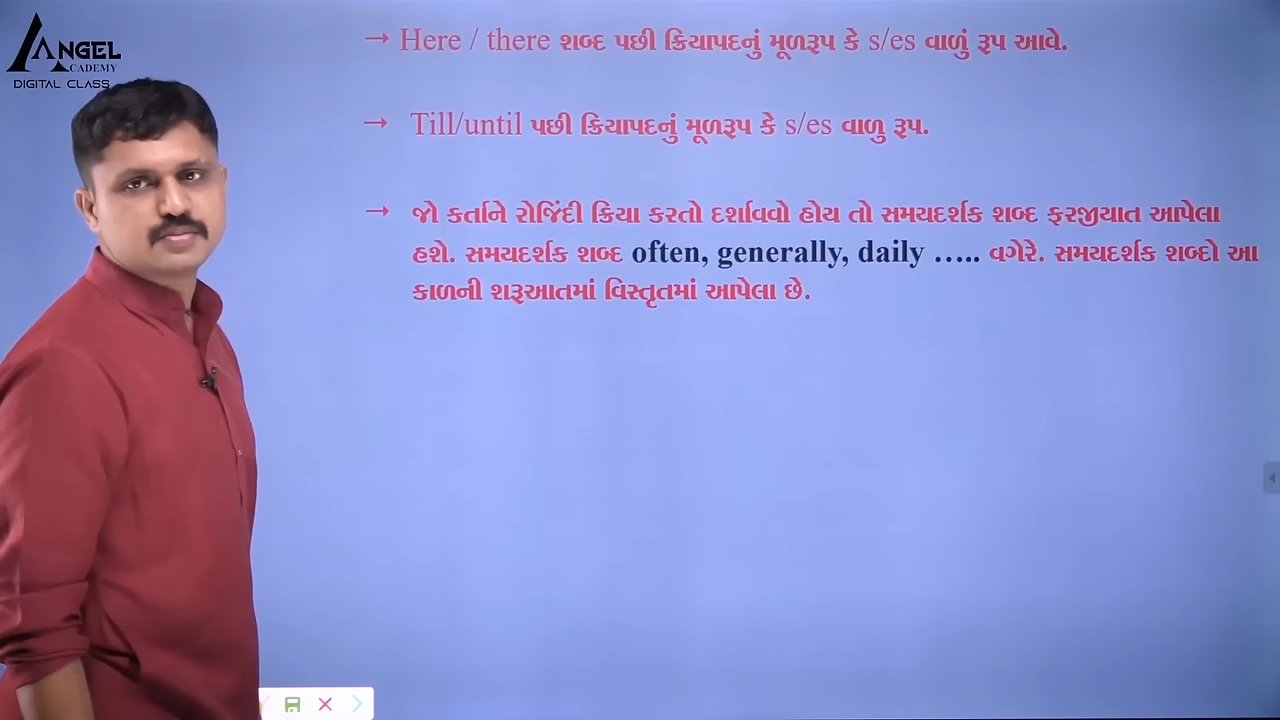 ANGEL
ACADEMY
DIGITAL CLASS
→ Here / there શબ્દ પછી ક્રિયાપદનું મૂળરૂપ કે s/es વાળું રૂપ આવે.
→ Till/until પછી ક્રિયાપદનું મૂળરૂપ કે s/es વાળુ રૂપ.
→ જો કર્તાને રોજિંદી ક્રિયા કરતો દર્શાવવો હોય તો સમયદર્શક શબ્દ ફરજીયાત આપેલા
હશે. સમયદર્શક શબ્દ often, generally, daily ….. વગેરે. સમયદર્શક શબ્દો આ
કાળની શરૂઆતમાં વિસ્તૃતમાં આપેલા છે.